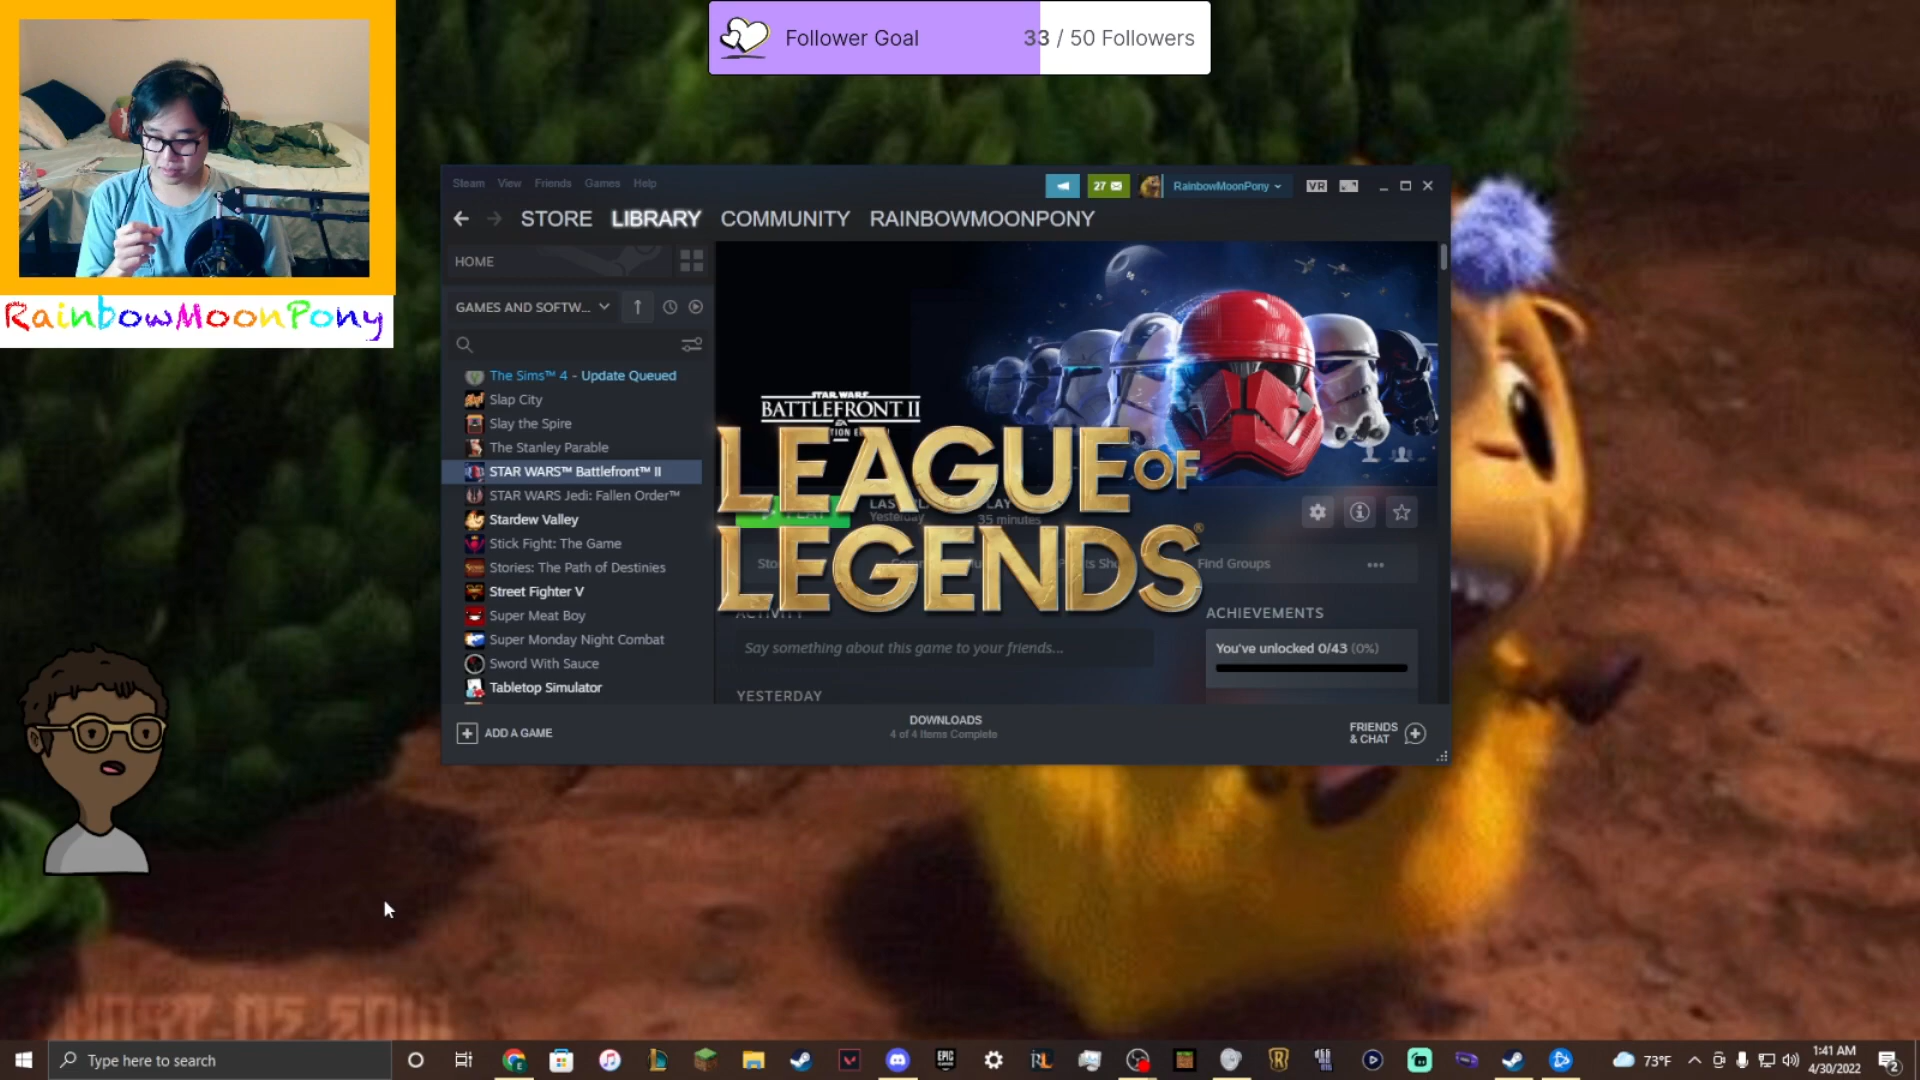 Follower Goal 33 / 50 Followers
RainbowMoonPony
Steam View Friends Games Help
27 RainbowMoonPony VR
STORE LIBRARY COMMUNITY RAINBOWMOONPONY
HOME
GAMES AND SOFTW...
The Sims™ 4 - Update Queued
Slap City
Slay the Spire
The Stanley Parable
STAR WARS™ Battlefront™ II
STAR WARS Jedi: Fallen Order™
Stardew Valley
Stick Fight: The Game
Stories: The Path of Destinies
Street Fighter V
Super Meat Boy
Super Monday Night Combat
Sword With Sauce
Tabletop Simulator
STAR WARS
BATTLEFRONT II
LEAGUE OF
LEGENDS
Yesterday
35 minutes
Find Groups
ACTIVITY
ACHIEVEMENTS
Say something about this game to your friends...
You've unlocked 0/43 (0%)
YESTERDAY
ADD A GAME
DOWNLOADS
4 of 4 Items Complete
FRIENDS
& CHAT
Type here to search
EPIC
73°F
1:41 AM
4/30/2022
2